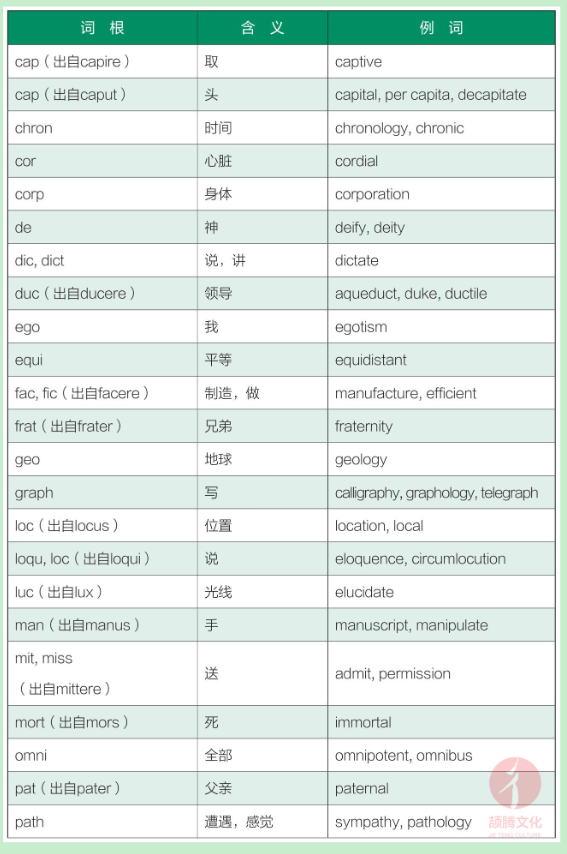 词 根 含 义 例 词
cap（出自capire） 取 captive
cap（出自caput） 头 capital, per capita, decapitate
chron 时间 chronology, chronic
cor 心脏 cordial
corp 身体 corporation
de 神 deify, deity
dic, dict 说，讲 dictate
duc（出自ducere） 领导 aqueduct, duke, ductile
ego 我 egotism
equi 平等 equidistant
fac, fic（出自facere） 制造，做 manufacture, efficient
frat（出自frater） 兄弟 fraternity
geo 地球 geology
graph 写 calligraphy, graphology, telegraph
loc（出自locus） 位置 location, local
loqu, loc（出自loqui） 说 eloquence, circumlocution
luc（出自lux） 光线 elucidate
man（出自manus） 手 manuscript, manipulate
mit, miss
（出自mittere） 送 admit, permission
mort（出自mors） 死 immortal
omni 全部 omnipotent, omnibus
pat（出自pater） 父亲 paternal
path 遭遇，感觉 sympathy, pathology
颉腾文化
JIE TENG CULTURE